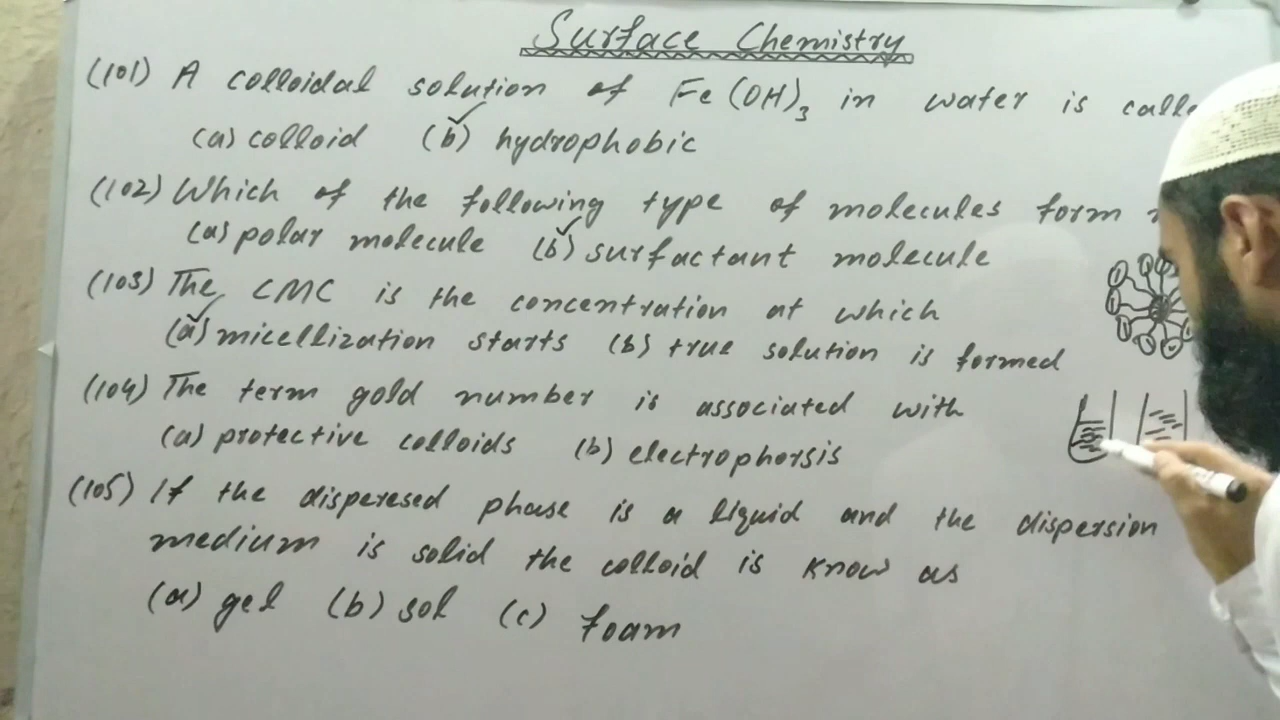 Surface Chemistry
(101) A colloidal solution of Fe(OH)₃ in water is
(a) colloid (b) hydrophobic
(102) Which of the following type of molecules form
(a) polar molecule (b) surfactant molecule
(103) The CMC is the concentration at which
(a) micellization starts (b) true solution is formed
(104) The term gold number is associated with
(a) protective colloids (b) electrophorsis
(105) If the disperesed phase is a liquid and the dispersion
medium is solid the colloid is know as
(a) gel (b) sol (c) foam